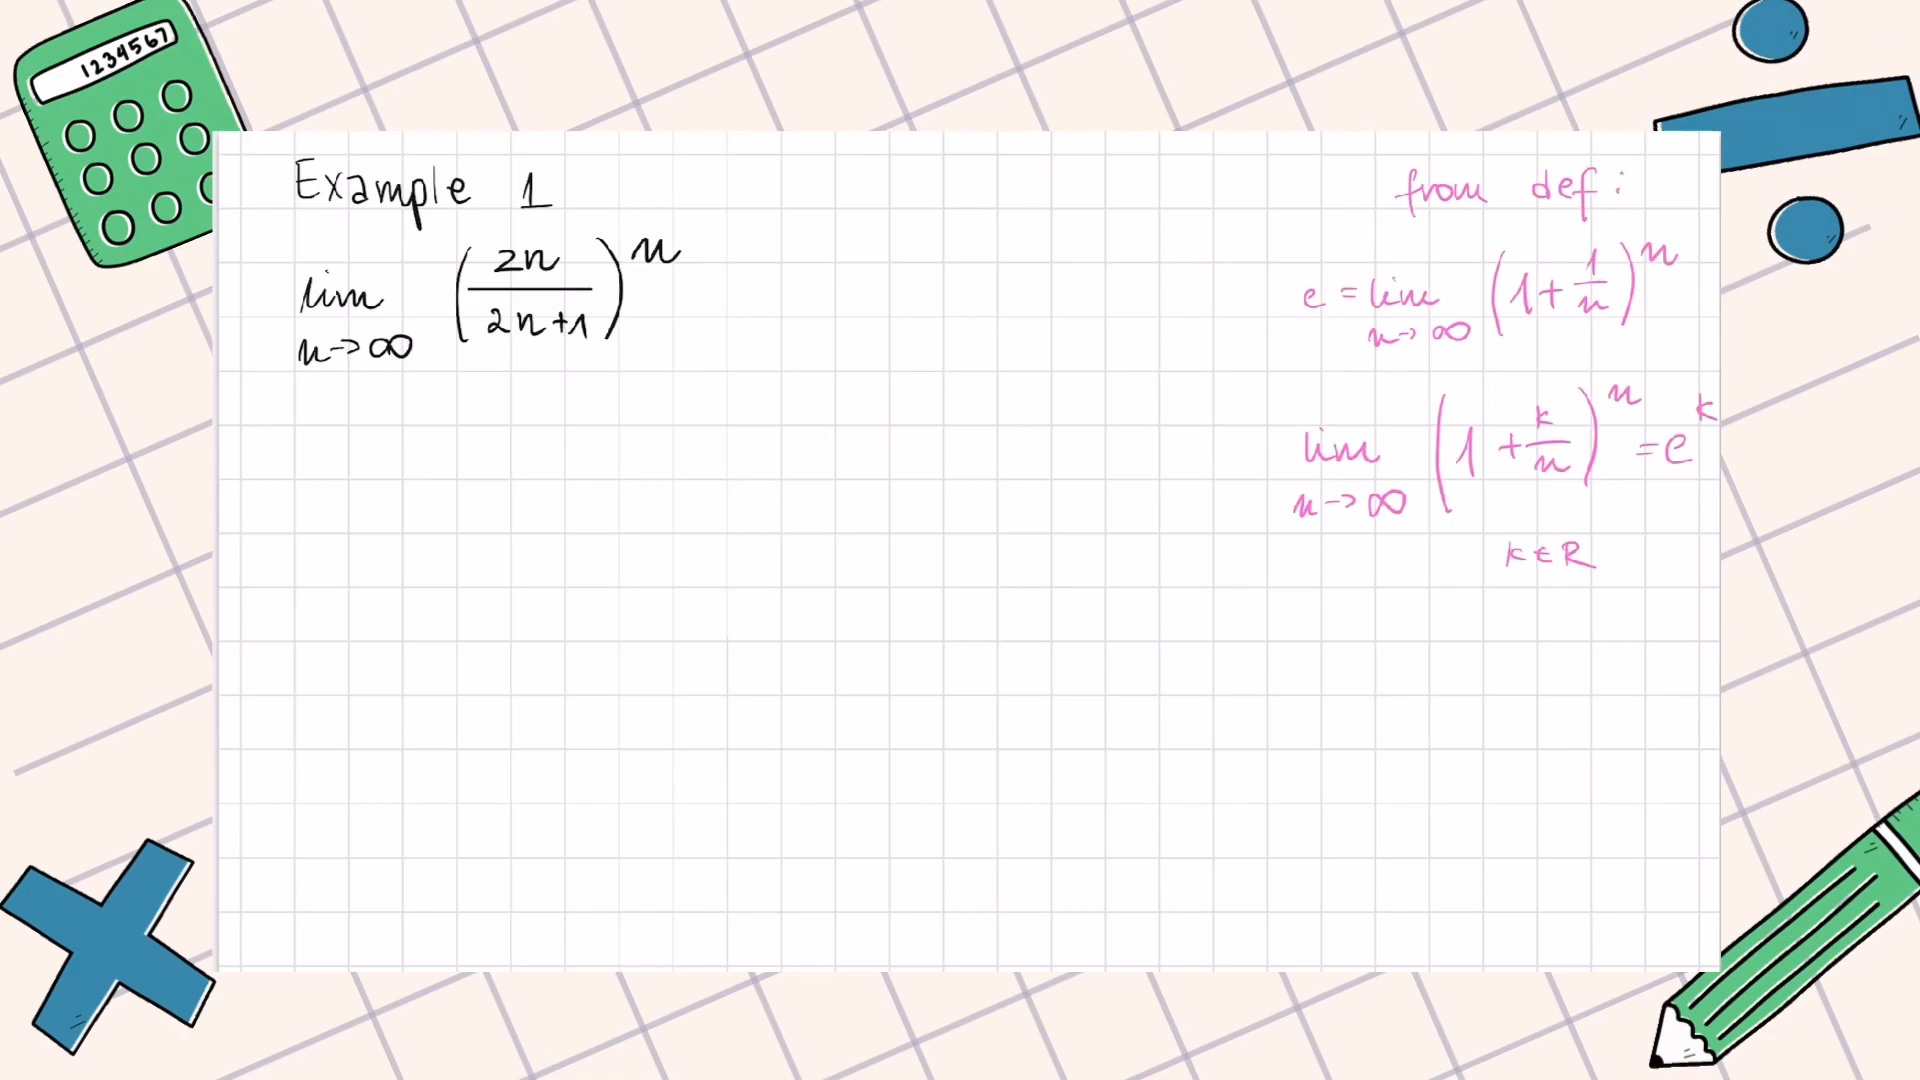 1234567
Example 1
lim n→∞ (2n/(2n+1))^n
from def:
e = lim n→∞ (1+1/n)^n
lim n→∞ (1+k/n)^n = e^k
k∈R